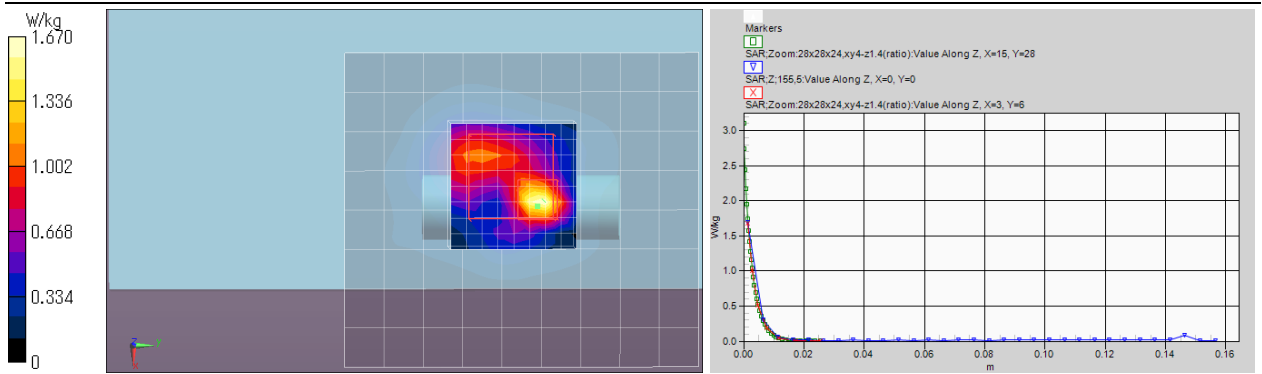 W/kg
1.670
1.336
1.002
0.668
0.334
0
z
y
Markers
SAR;Zoom:28x28x24,xy4-z1.4(ratio):Value Along Z, X=15, Y=28
SAR;Z;155,5:Value Along Z, X=0, Y=0
SAR;Zoom:28x28x24,xy4-z1.4(ratio):Value Along Z, X=3, Y=6
3.0
2.5
2.0
W/kg
1.5
1.0
0.5
0.0
0.00 0.02 0.04 0.06 0.08 0.10 0.12 0.14 0.16
m